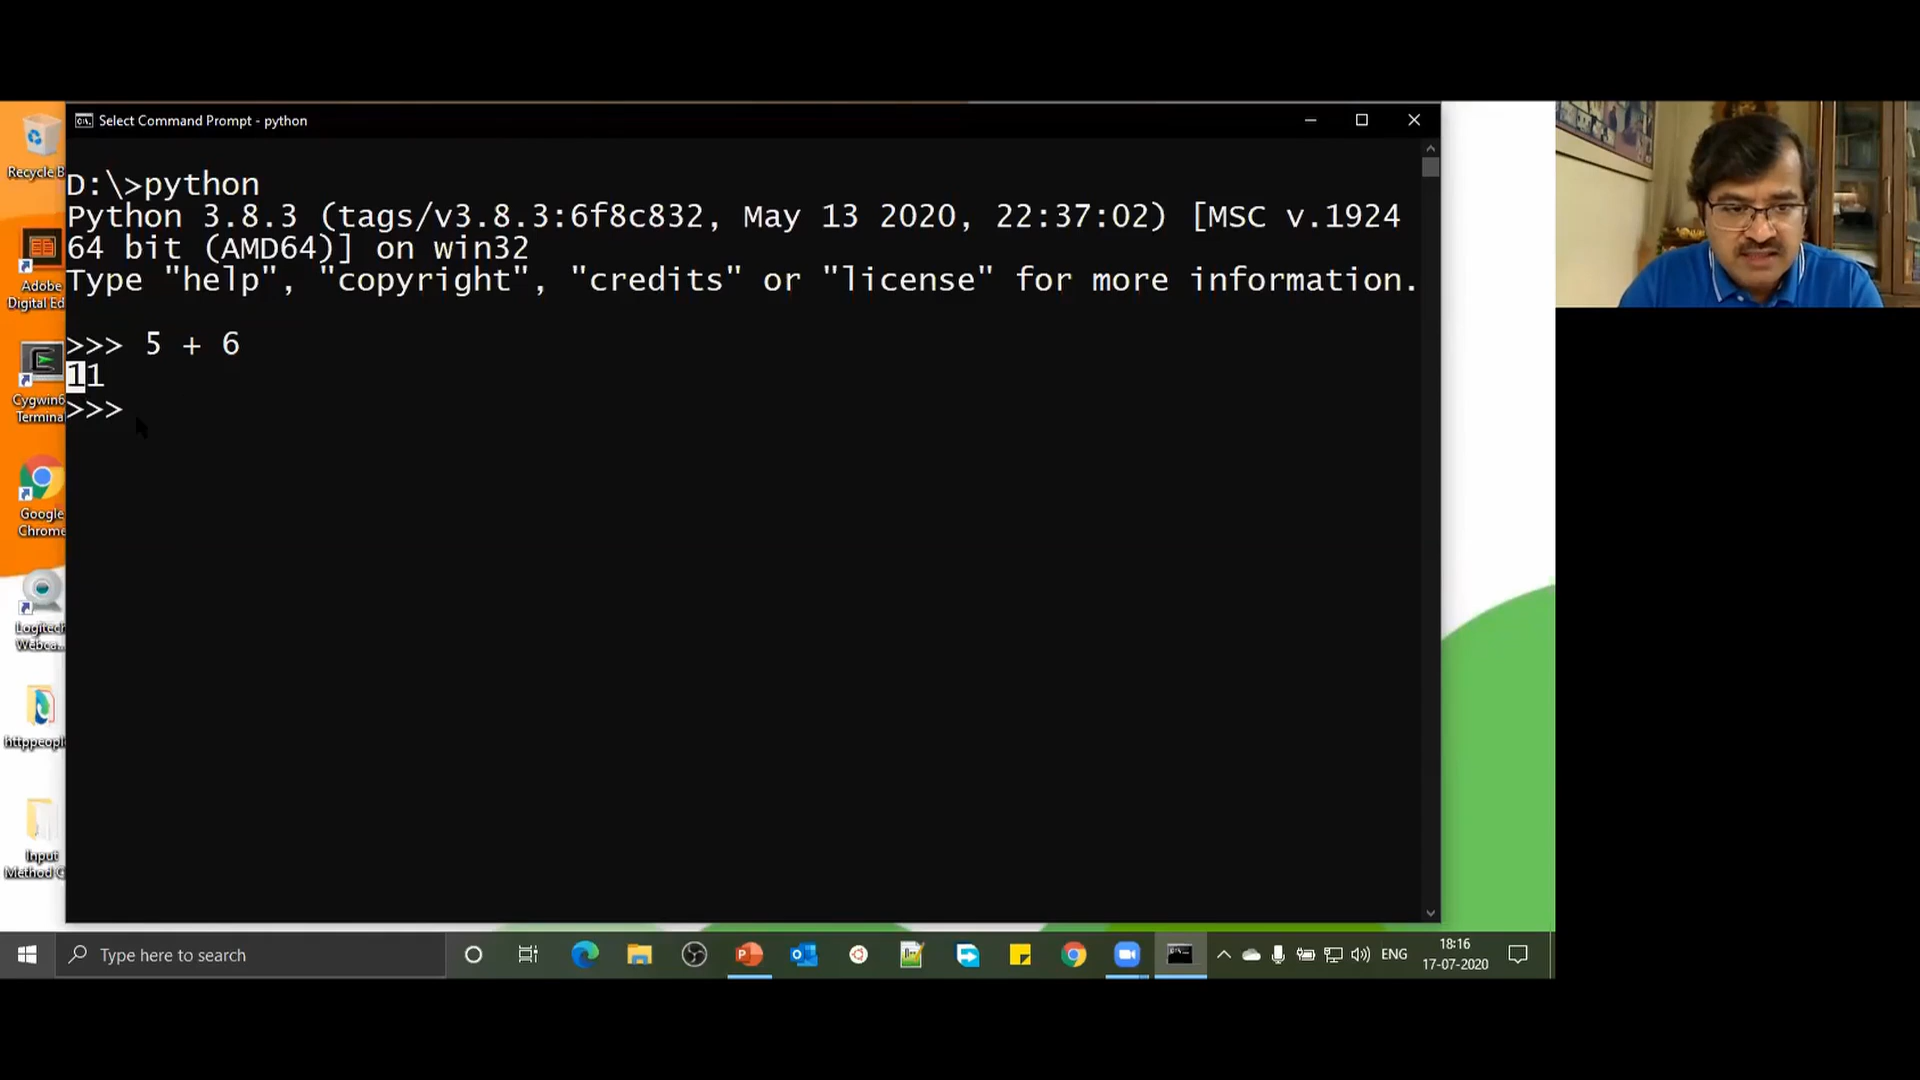 Select Command Prompt - python
D:\>python
Python 3.8.3 (tags/v3.8.3:6f8c832, May 13 2020, 22:37:02) [MSC v.1924
64 bit (AMD64)] on win32
Type "help", "copyright", "credits" or "license" for more information.
>>> 5 + 6
11
>>>
Recycle B
Adobe
Digital Ed
Cygwin6
Terminal
Google
Chrome
Logitech
Webca...
httppeopl
Input
Method C
Type here to search
ENG
18:16
17-07-2020